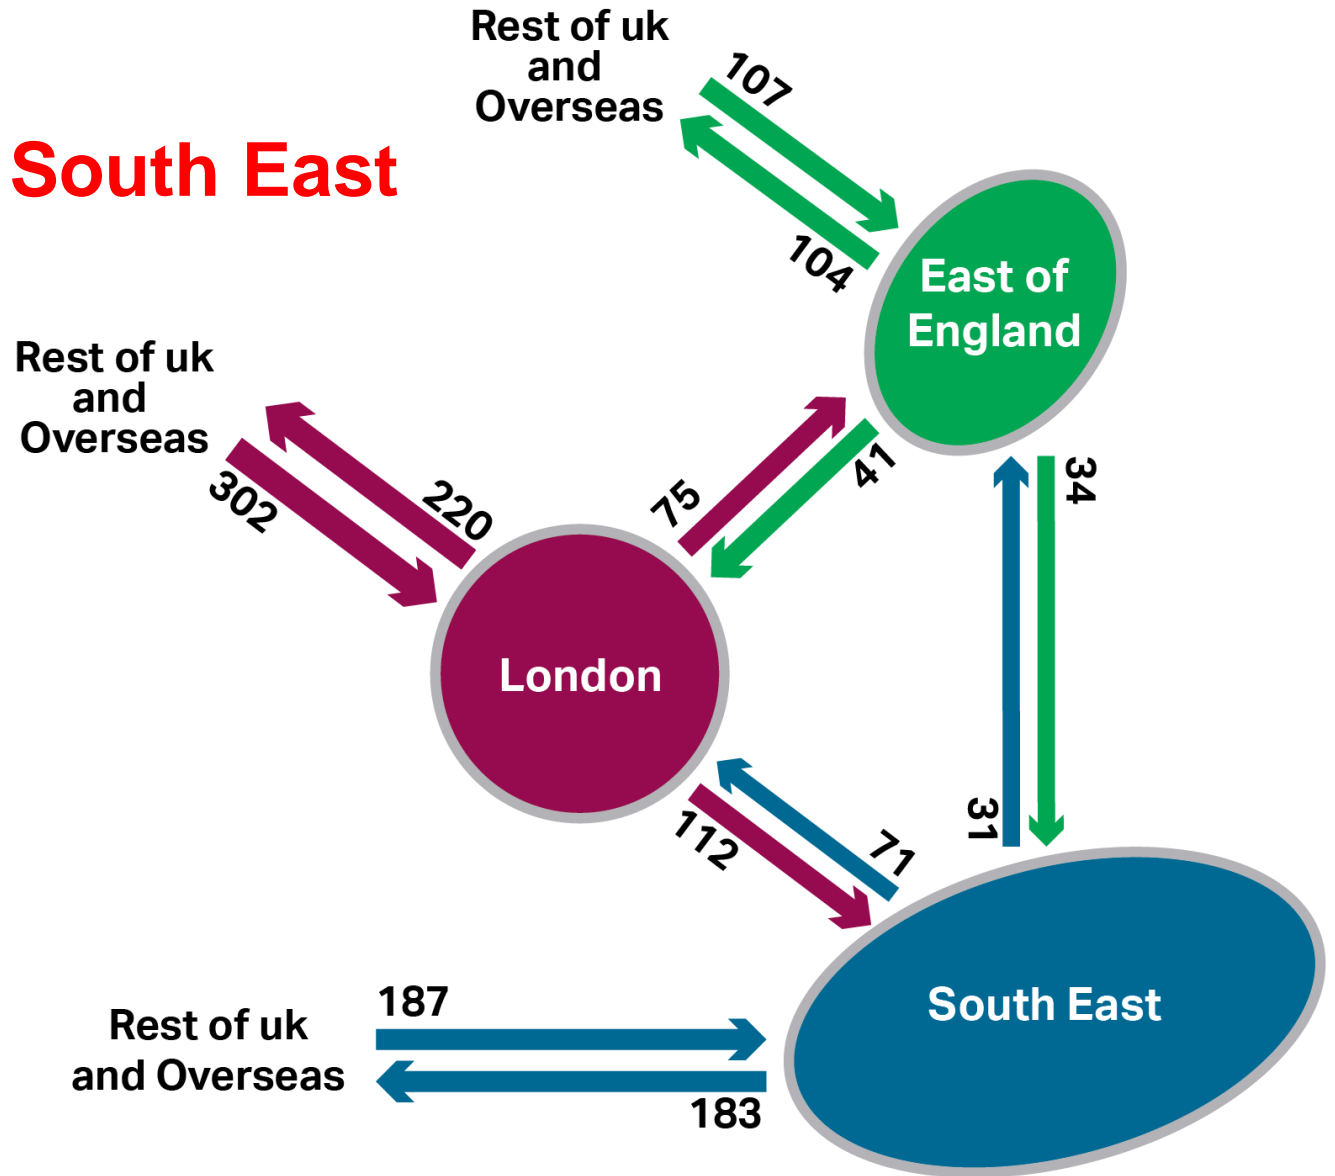 Rest of uk
and
Overseas
107
104
South East
East of
England
Rest of uk
and
Overseas
302
220
75
41
34
London
31
112
71
187
Rest of uk
and Overseas
183
South East